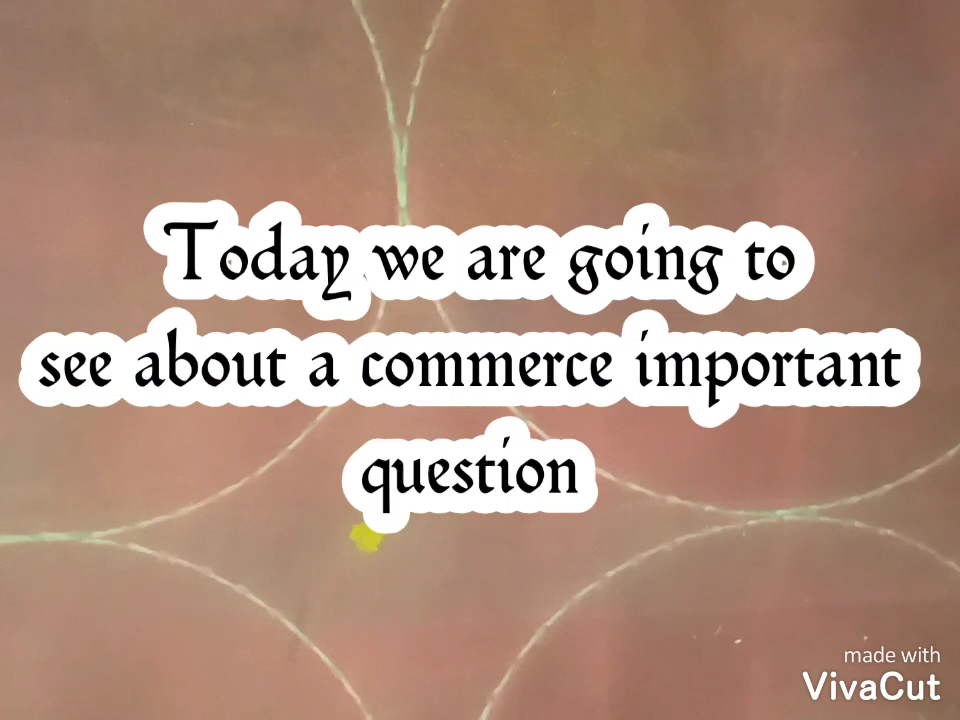 Today we are going to
see about a commerce important
question
made with
VivaCut